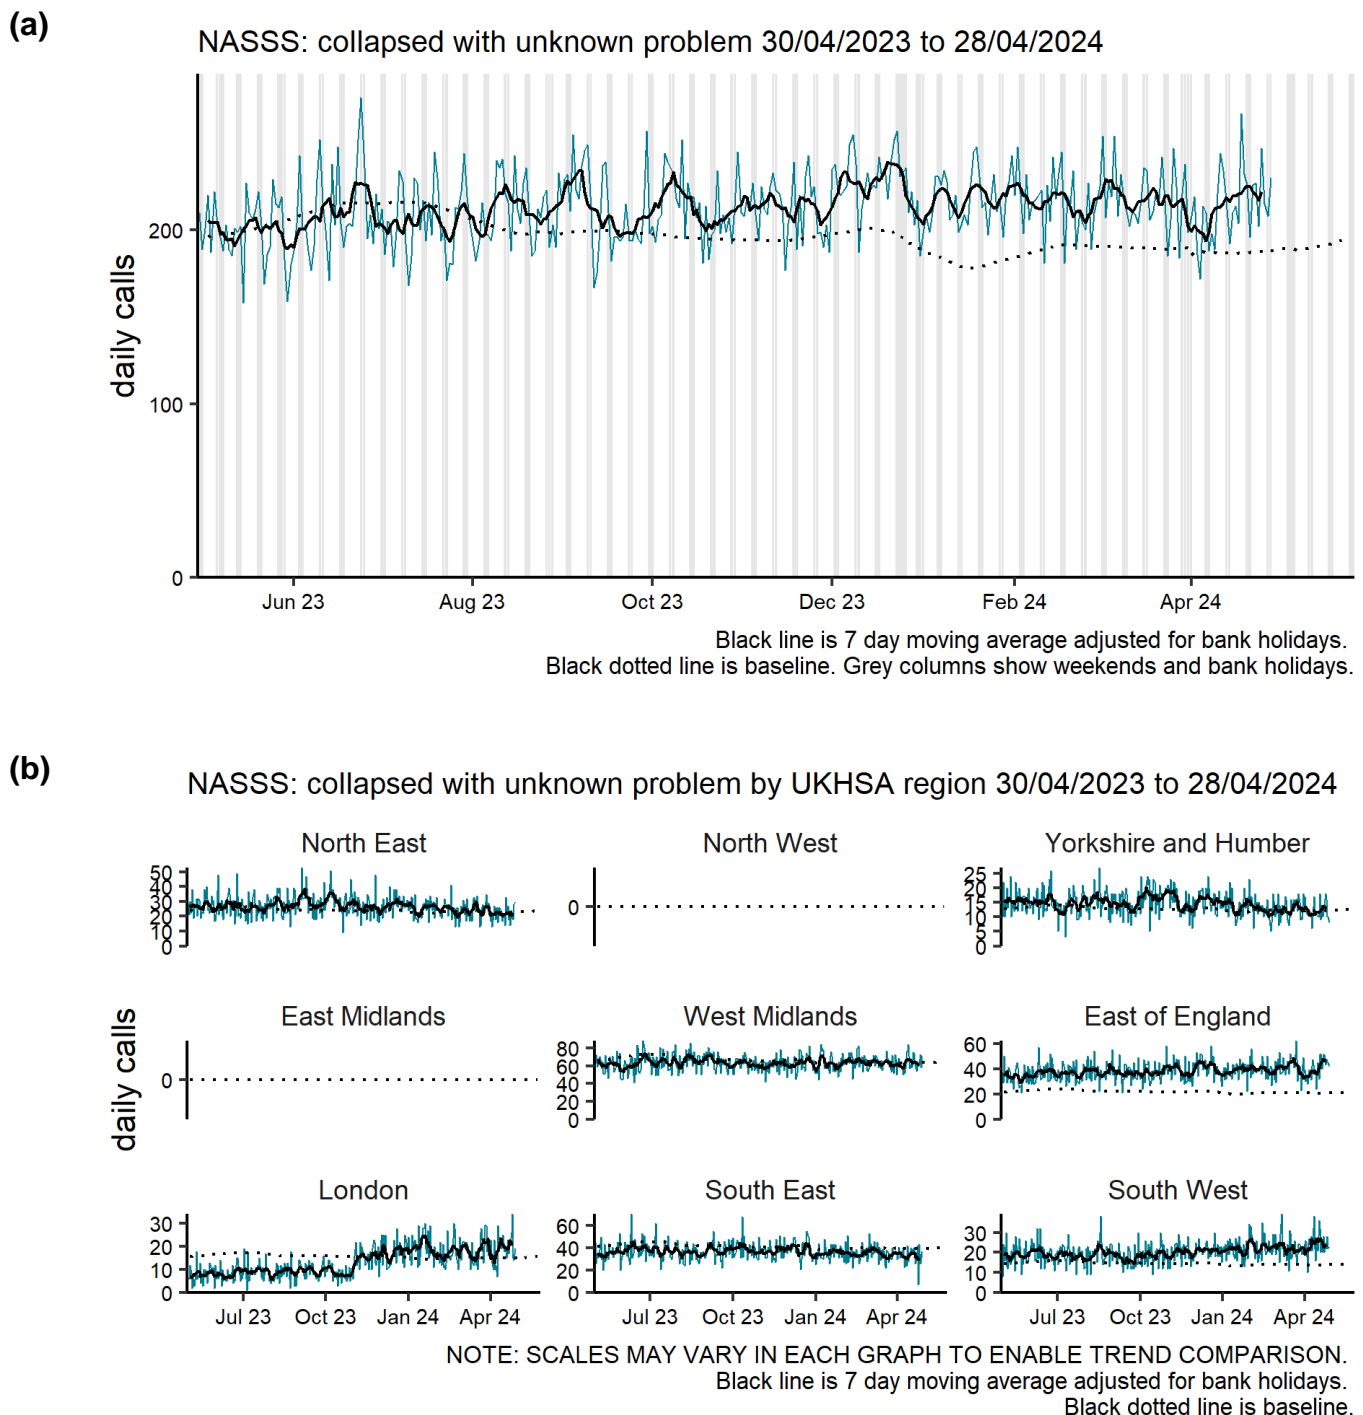 (a)
NASSS: collapsed with unknown problem 30/04/2023 to 28/04/2024
daily calls
200
100
0
Jun 23 Aug 23 Oct 23 Dec 23 Feb 24 Apr 24
Black line is 7 day moving average adjusted for bank holidays.
Black dotted line is baseline. Grey columns show weekends and bank holidays.
(b)
NASSS: collapsed with unknown problem by UKHSA region 30/04/2023 to 28/04/2024
daily calls
North East
50
40
30
20
10
0
North West
0
Yorkshire and Humber
25
20
15
10
5
0
East Midlands
0
West Midlands
80
60
40
20
0
East of England
60
40
20
0
London
30
20
10
0
Jul 23 Oct 23 Jan 24 Apr 24
South East
60
40
20
0
Jul 23 Oct 23 Jan 24 Apr 24
South West
30
20
10
0
Jul 23 Oct 23 Jan 24 Apr 24
NOTE: SCALES MAY VARY IN EACH GRAPH TO ENABLE TREND COMPARISON.
Black line is 7 day moving average adjusted for bank holidays.
Black dotted line is baseline.